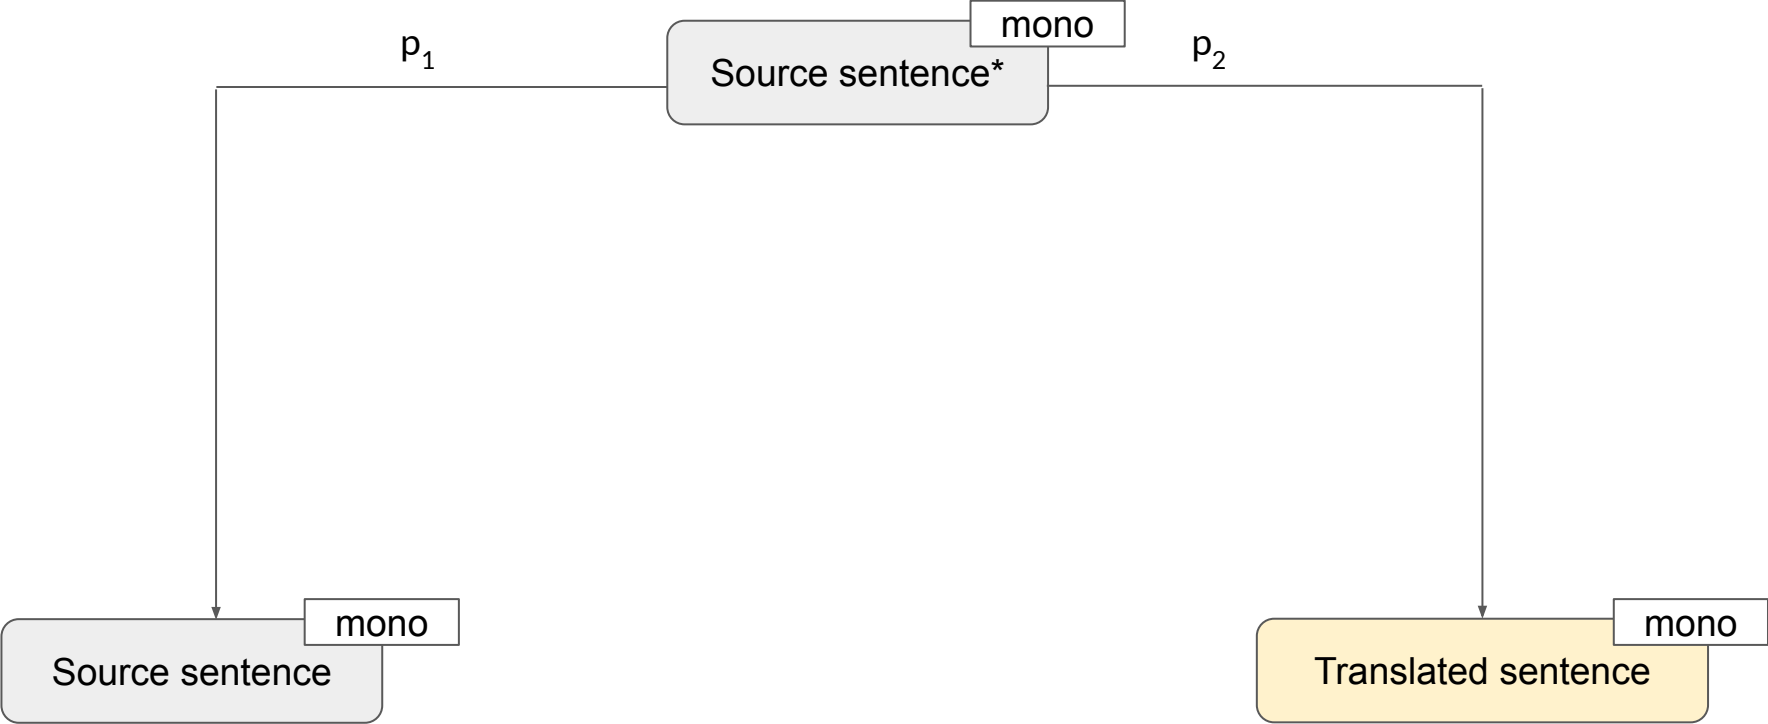 mono
p1
Source sentence*
p2
mono
Source sentence
mono
Translated sentence